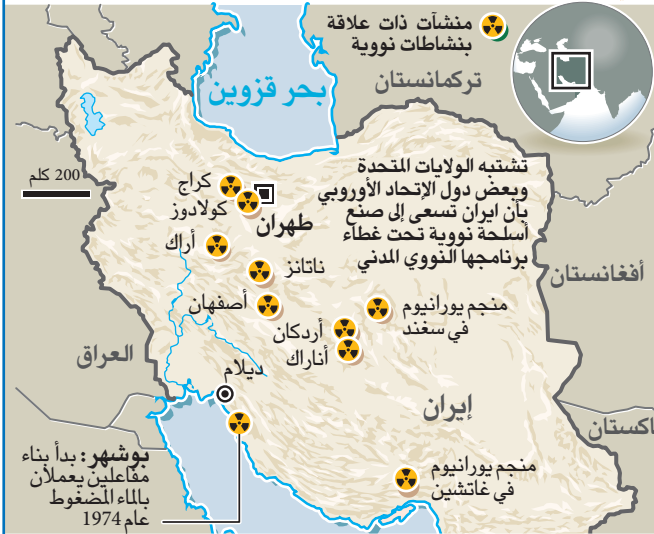 منشآت ذات علاقة
بنشاطات نووية
تركمانستان
بحر قزوين
200 كلم
تشتبه الولايات المتحدة
وبعض دول الإتحاد الأوروبي
بأن ايران تسعى إلى صنع
أسلحة نووية تحت غطاء
برنامجها النووي المدني
كراج
كولادوز
طهران
أراك
ناتانز
أفغانستان
أصفهان
منجم يورانيوم
في سغند
أردكان
أناراك
العراق
ديلام
إيران
اكستان
بوشهر: بدأ بناء
مفاعلين يعملان
بالماء المضغوط
عام 1974
منجم يورانيوم
في غاتشين